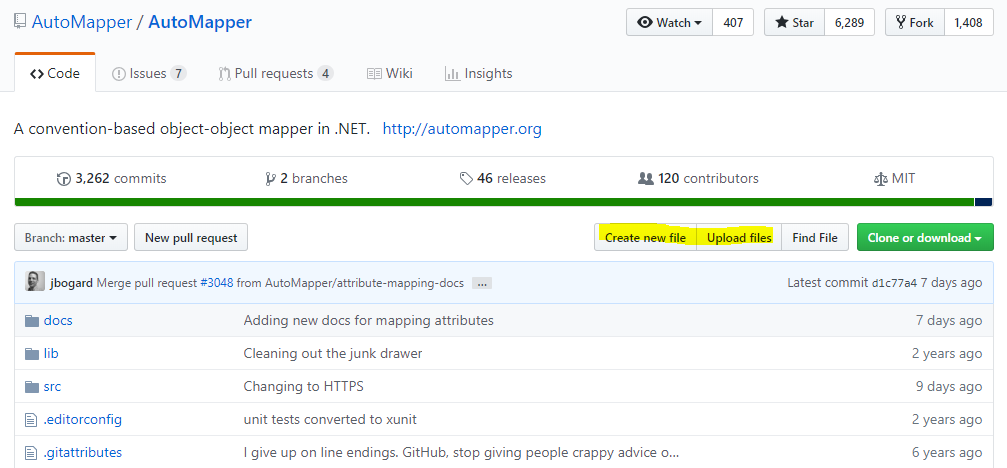 AutoMapper / AutoMapper
Watch 407 Star 6,289 Fork 1,408
Code Issues 7 Pull requests 4 Wiki Insights
A convention-based object-object mapper in .NET. http://automapper.org
3,262 commits 2 branches 46 releases 120 contributors MIT
Branch: master New pull request Create new file Upload files Find File Clone or download
jbogard Merge pull request #3048 from AutoMapper/attribute-mapping-docs ... Latest commit d1c77a4 7 days ago
docs Adding new docs for mapping attributes 7 days ago
lib Cleaning out the junk drawer 2 years ago
src Changing to HTTPS 9 days ago
.editorconfig unit tests converted to xunit 2 years ago
.gitattributes I give up on line endings. GitHub, stop giving people crappy advice o... 6 years ago